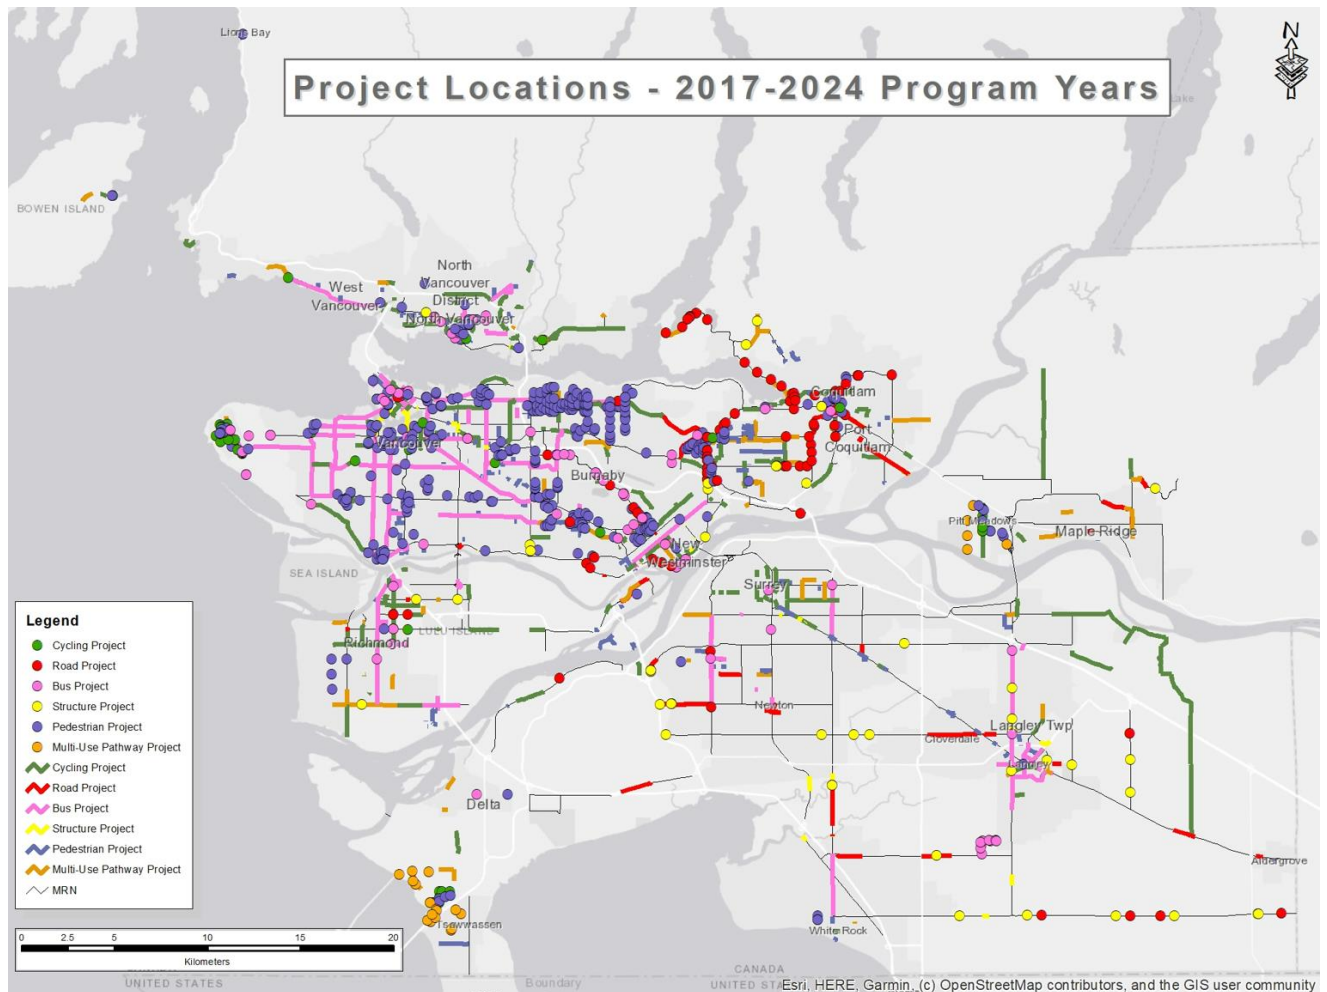 Lions Bay
N
Project Locations - 2017-2024 Program Years
Lake
BOWEN ISLAND
North
Vancouver
District
West
Vancouver
North Vancouver
Coquitlam
Port
Coquitlam
Vancouver
Burnaby
Pitt Meadows
Maple Ridge
New
Westminster
SEA ISLAND
Surrey
LULU ISLAND
Richmond
Newton
Langley Twp
Cloverdale
Langley
Delta
Aldergrove
Tsawwassen
White Rock
Legend
Cycling Project
Road Project
Bus Project
Structure Project
Pedestrian Project
Multi-Use Pathway Project
Cycling Project
Road Project
Bus Project
Structure Project
Pedestrian Project
Multi-Use Pathway Project
MRN
0 2.5 5 10 15 20
Kilometers
UNITED STATES
Boundary
CANADA
UNITED STA
Esri, HERE, Garmin, (c) OpenStreetMap contributors, and the GIS user community